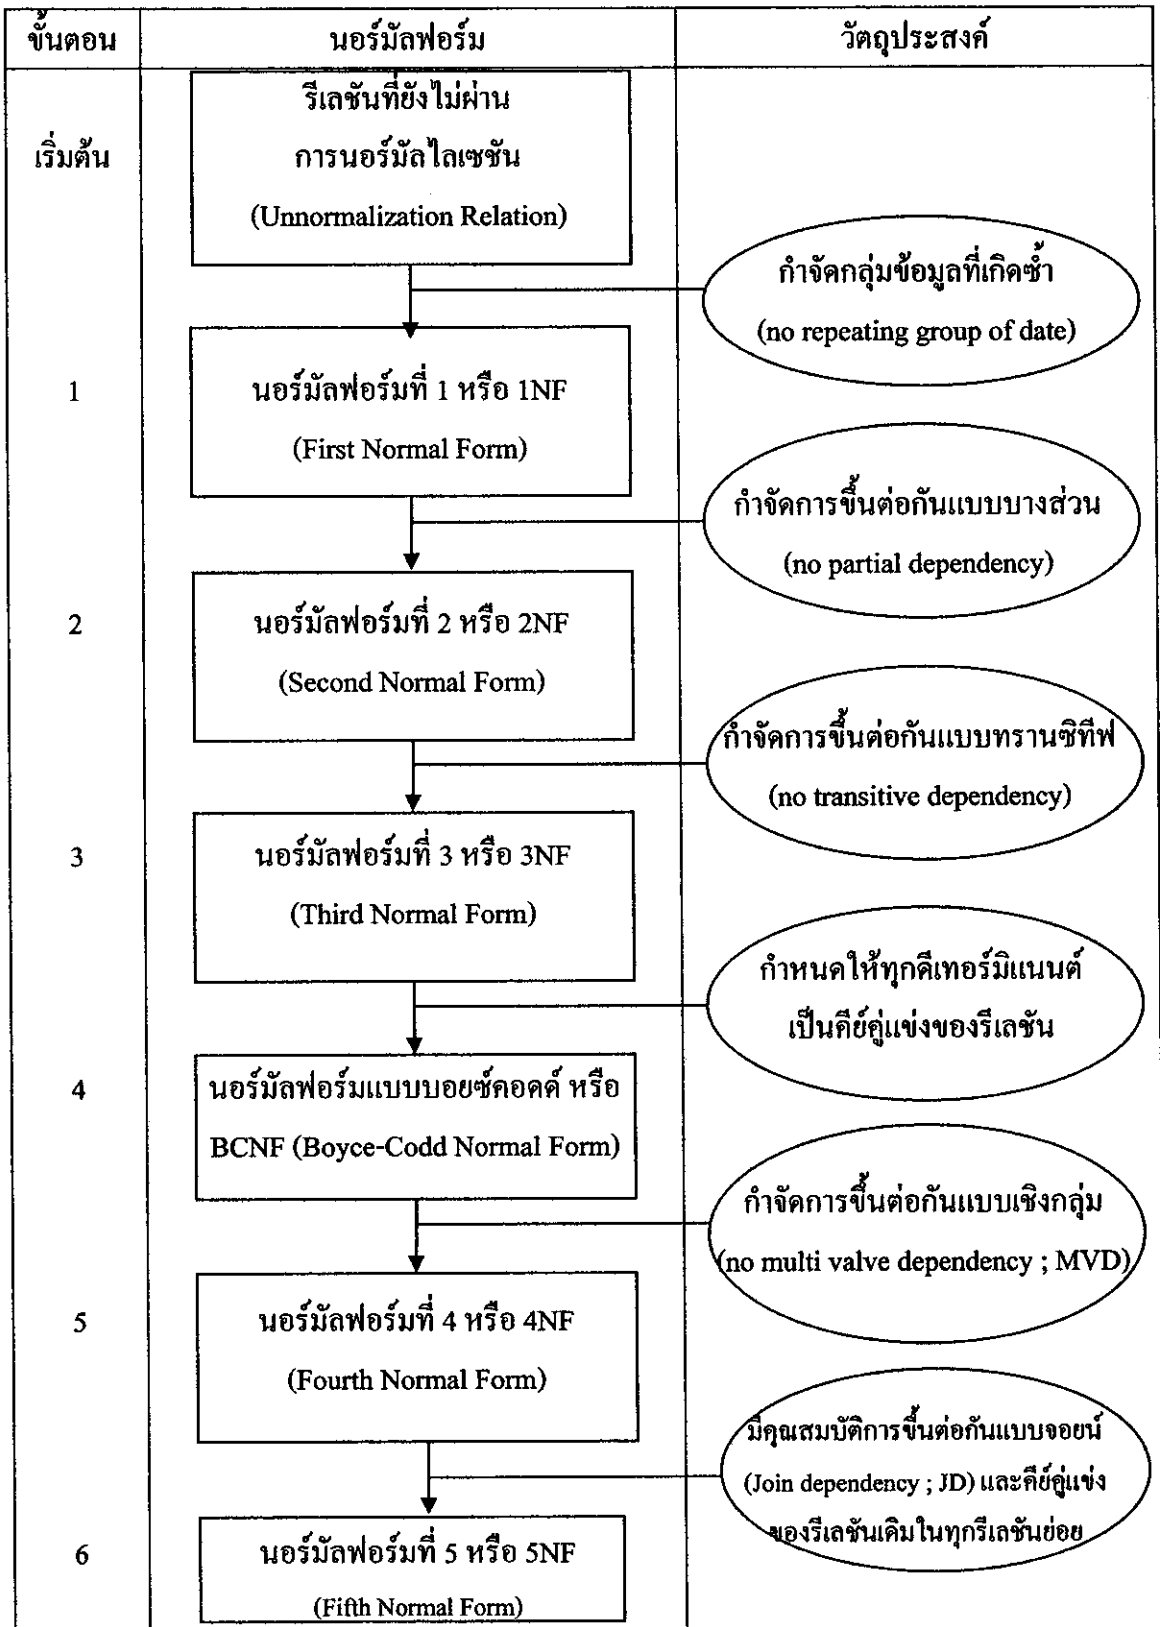 ขั้นตอน นอร์มัลฟอร์ม วัตถุประสงค์
รีเลชันที่ยังไม่ผ่าน
เริ่มต้น การนอร์มัลไลเซชัน
(Unnormalization Relation)
กำจัดกลุ่มข้อมูลที่เกิดซ้ำ
(no repeating group of date)
1 นอร์มัลฟอร์มที่ 1 หรือ 1NF
(First Normal Form)
กำจัดการขึ้นต่อกันแบบบางส่วน
(no partial dependency)
2 นอร์มัลฟอร์มที่ 2 หรือ 2NF
(Second Normal Form)
กำจัดการขึ้นต่อกันแบบทรานซิทีฟ
(no transitive dependency)
3 นอร์มัลฟอร์มที่ 3 หรือ 3NF
(Third Normal Form)
กำหนดให้ทุกดีเทอร์มิแนนต์
เป็นคีย์คู่แข่งของรีเลชัน
4 นอร์มัลฟอร์มแบบบอยซ์คอดด์ หรือ
BCNF (Boyce-Codd Normal Form)
กำจัดการขึ้นต่อกันแบบเชิงกลุ่ม
(no multi valve dependency ; MVD)
5 นอร์มัลฟอร์มที่ 4 หรือ 4NF
(Fourth Normal Form)
มีคุณสมบัติการขึ้นต่อกันแบบจอยน์
(Join dependency ; JD) และคีย์คู่แข่ง
ของรีเลชันเดิมในทุกรีเลชันย่อย
6 นอร์มัลฟอร์มที่ 5 หรือ 5NF
(Fifth Normal Form)